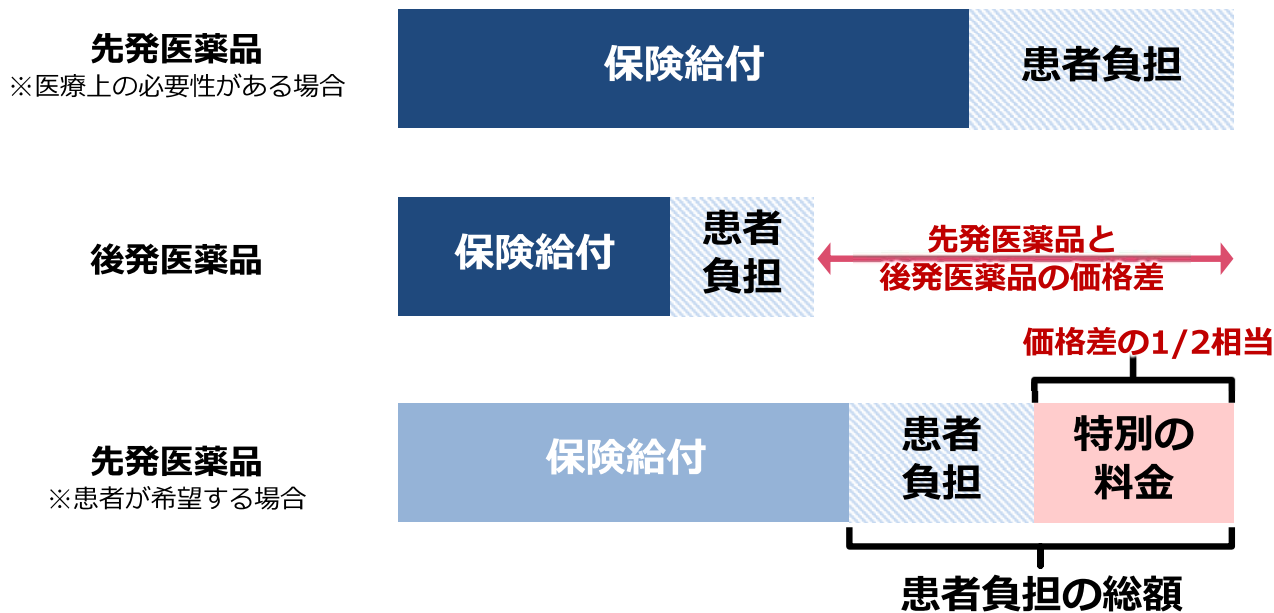 先発医薬品
※医療上の必要性がある場合
保険給付
患者負担
後発医薬品
保険給付
患者
負担
先発医薬品と
後発医薬品の価格差
価格差の1/2相当
先発医薬品
※患者が希望する場合
保険給付
患者
負担
特別の
料金
患者負担の総額